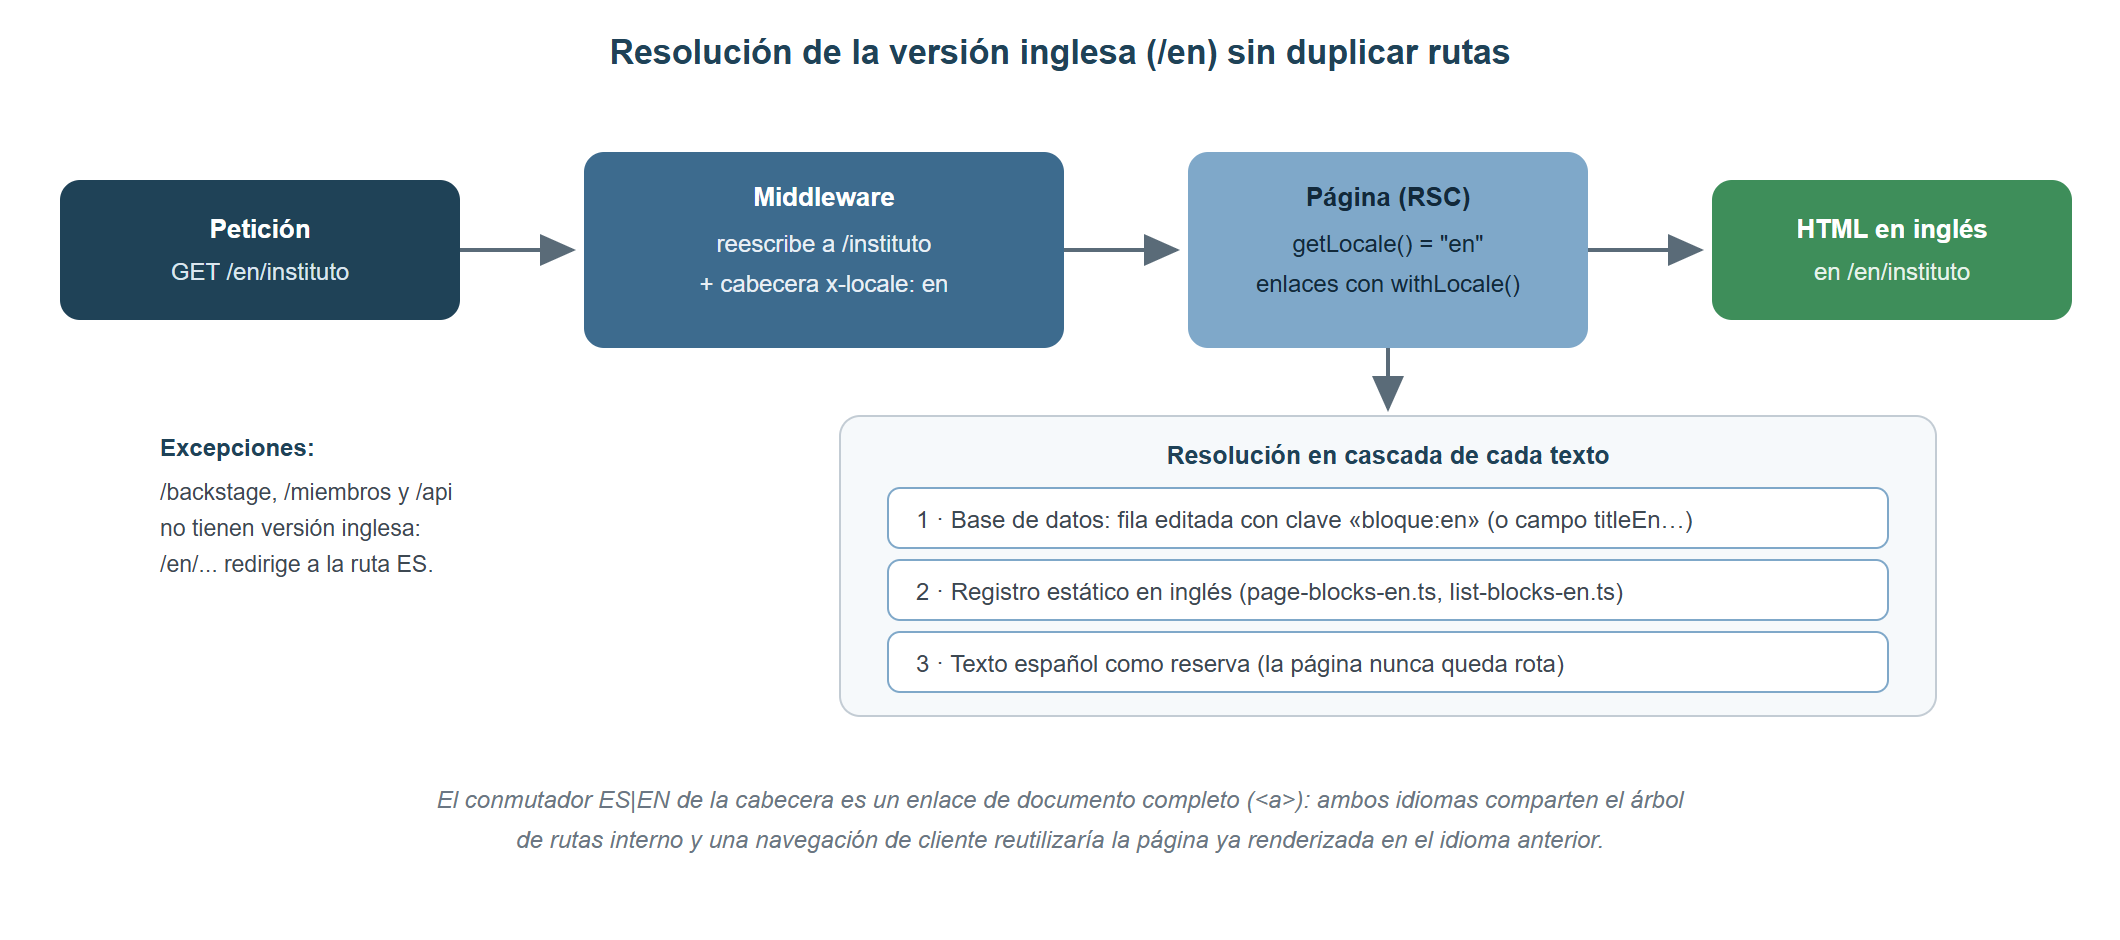 Resolución de la versión inglesa (/en) sin duplicar rutas
Petición
GET /en/instituto
Middleware
reescribe a /instituto
+ cabecera x-locale: en
Página (RSC)
getLocale() = "en"
enlaces con withLocale()
HTML en inglés
en /en/instituto
Excepciones:
/backstage, /miembros y /api
no tienen versión inglesa:
/en/... redirige a la ruta ES.
Resolución en cascada de cada texto
1 · Base de datos: fila editada con clave «bloque:en» (o campo titleEn…)
2 · Registro estático en inglés (page-blocks-en.ts, list-blocks-en.ts)
3 · Texto español como reserva (la página nunca queda rota)
El conmutador ES|EN de la cabecera es un enlace de documento completo (<a>): ambos idiomas comparten el árbol
de rutas interno y una navegación de cliente reutilizaría la página ya renderizada en el idioma anterior.